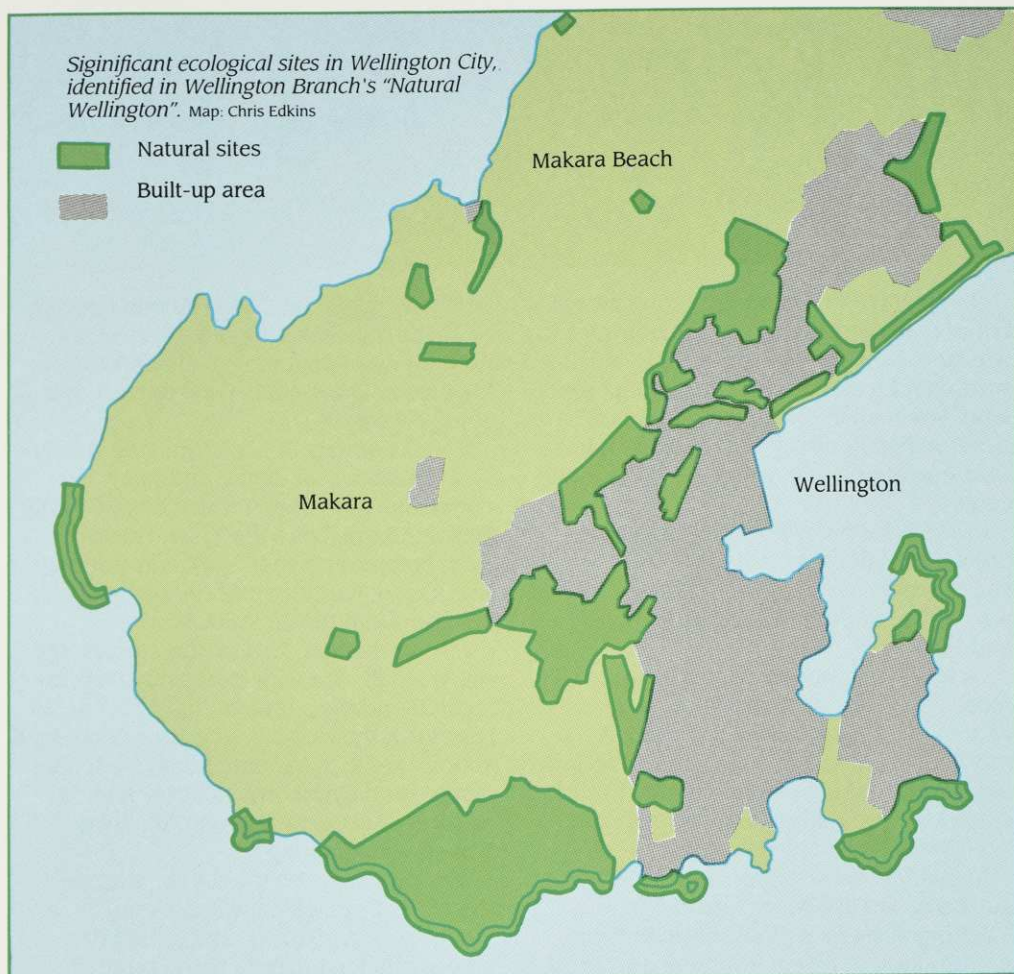 Siginificant ecological sites in Wellington City,
identified in Wellington Branch's "Natural
Wellington". Map: Chris Edkins
Natural sites
Built-up area
Makara Beach
Makara
Wellington